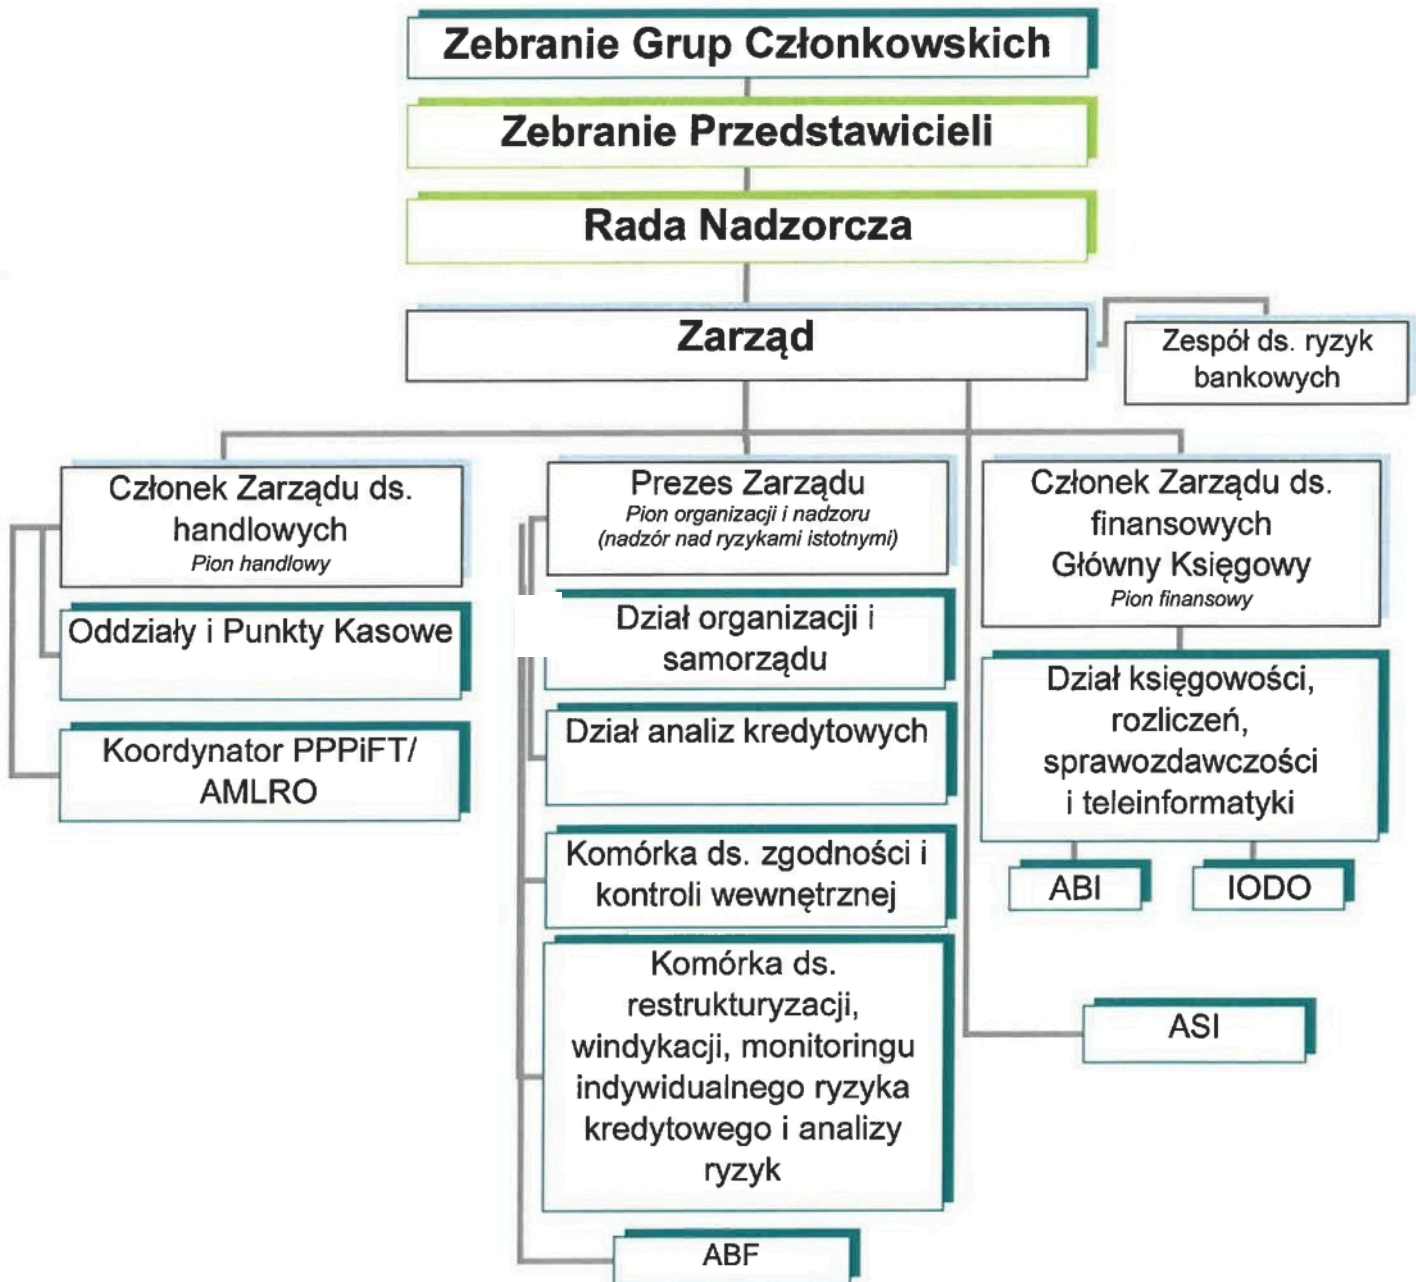 Zebranie Grup Członkowskich
Zebranie Przedstawicieli
Rada Nadzorcza
Zarząd
Zespół ds. ryzyk
bankowych
Członek Zarządu ds.
handlowych
Pion handlowy
Oddziały i Punkty Kasowe
Koordynator PPPiFT/
AMLRO
Prezes Zarządu
Pion organizacji i nadzoru
(nadzór nad ryzykami istotnymi)
Dział organizacji i
samorządu
Dział analiz kredytowych
Komórka ds. zgodności i
kontroli wewnętrznej
Komórka ds.
restrukturyzacji,
windykacji, monitoringu
indywidualnego ryzyka
kredytowego i analizy
ryzyk
ABF
Członek Zarządu ds.
finansowych
Główny Księgowy
Pion finansowy
Dział księgowości,
rozliczeń,
sprawozdawczości
i teleinformatyki
ABI
IODO
ASI